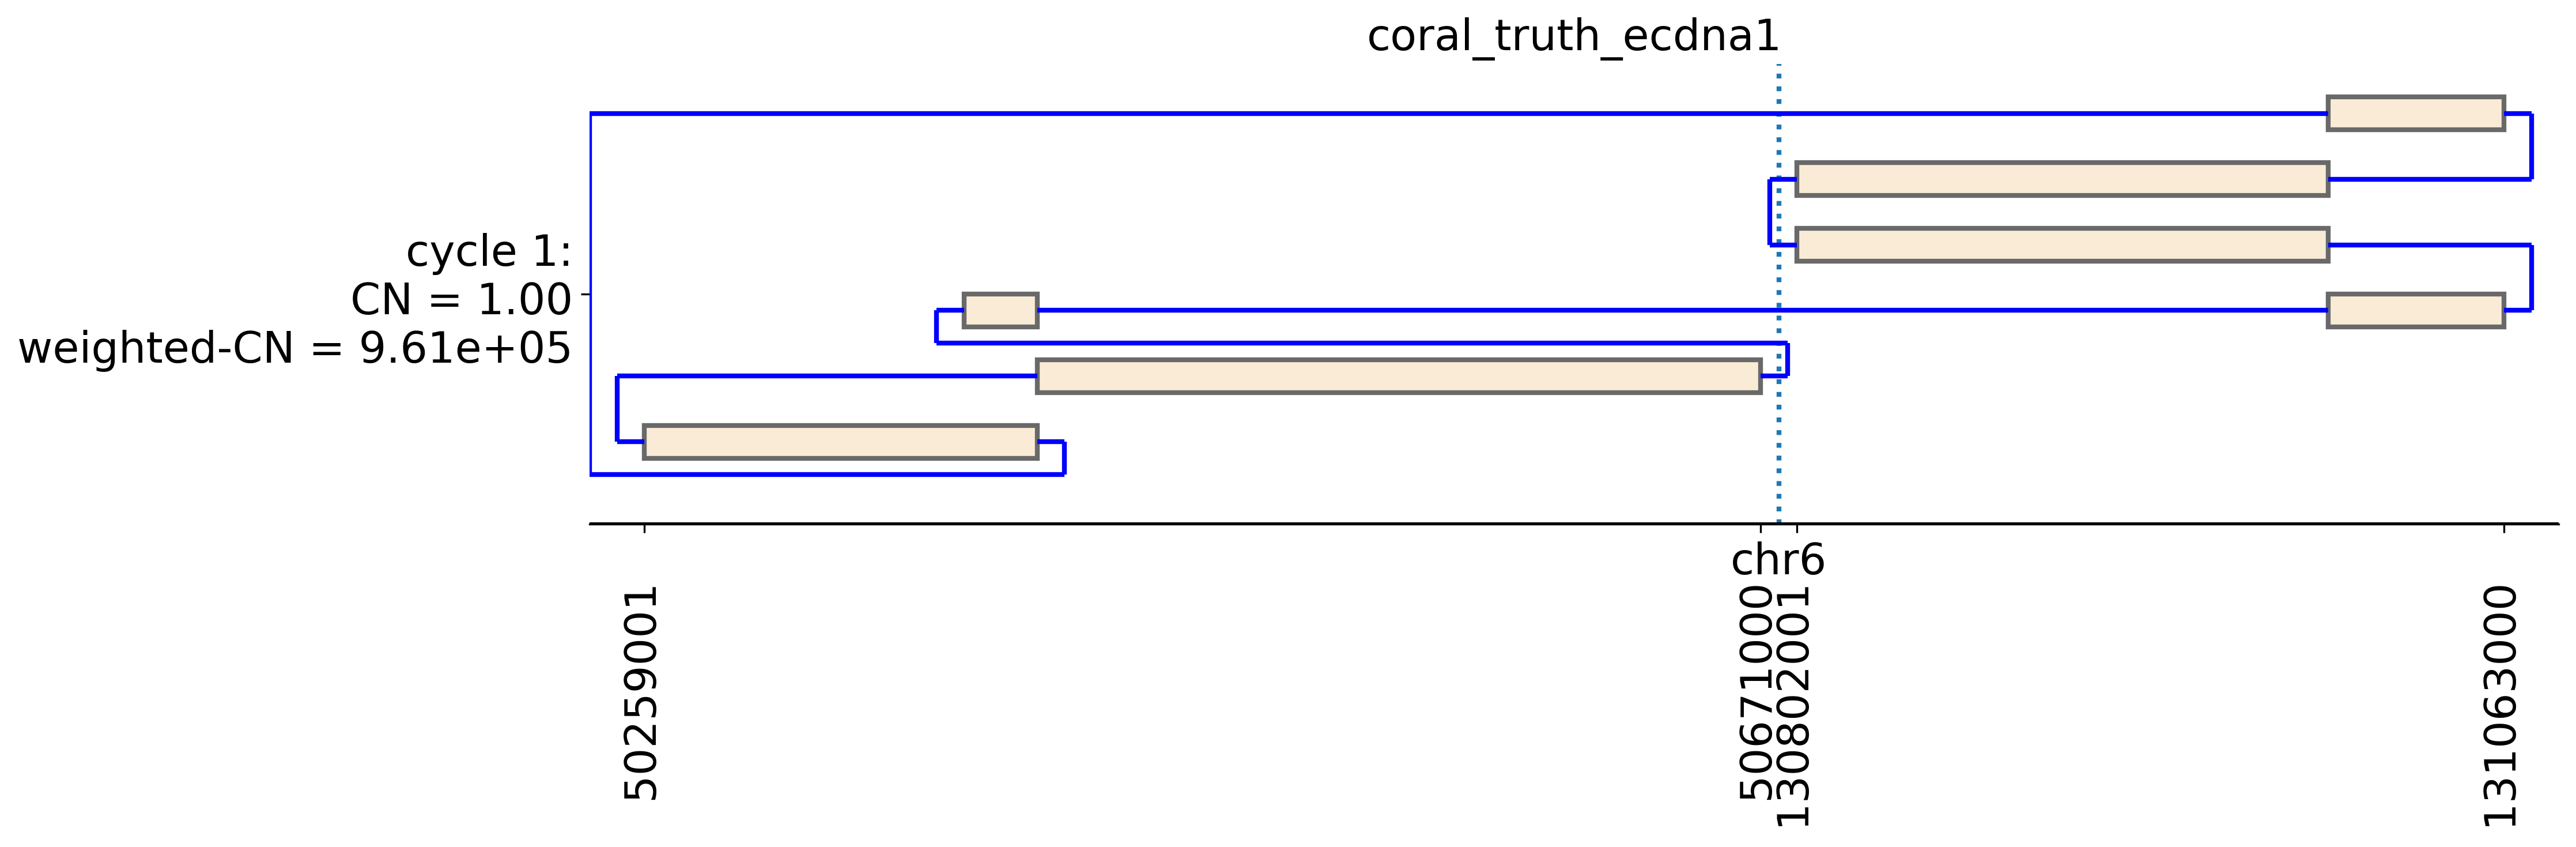 coral_truth_ecdna1
cycle 1:
CN = 1.00
weighted-CN = 9.61e+05
chr6
50259001
50671000
130802001
131063000